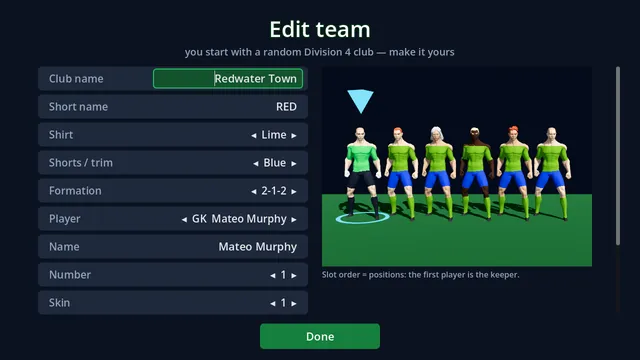 Edit team
you start with a random Division 4 club — make it yours
Club name Redwater Town
Short name RED
Shirt ◂ Lime ▸
Shorts / trim ◂ Blue ▸
Formation ◂ 2-1-2 ▸
Player ◂ GK Mateo Murphy ▸
Name Mateo Murphy
Number ◂ 1 ▸
Skin ◂ 1 ▸
Slot order = positions: the first player is the keeper.
Done